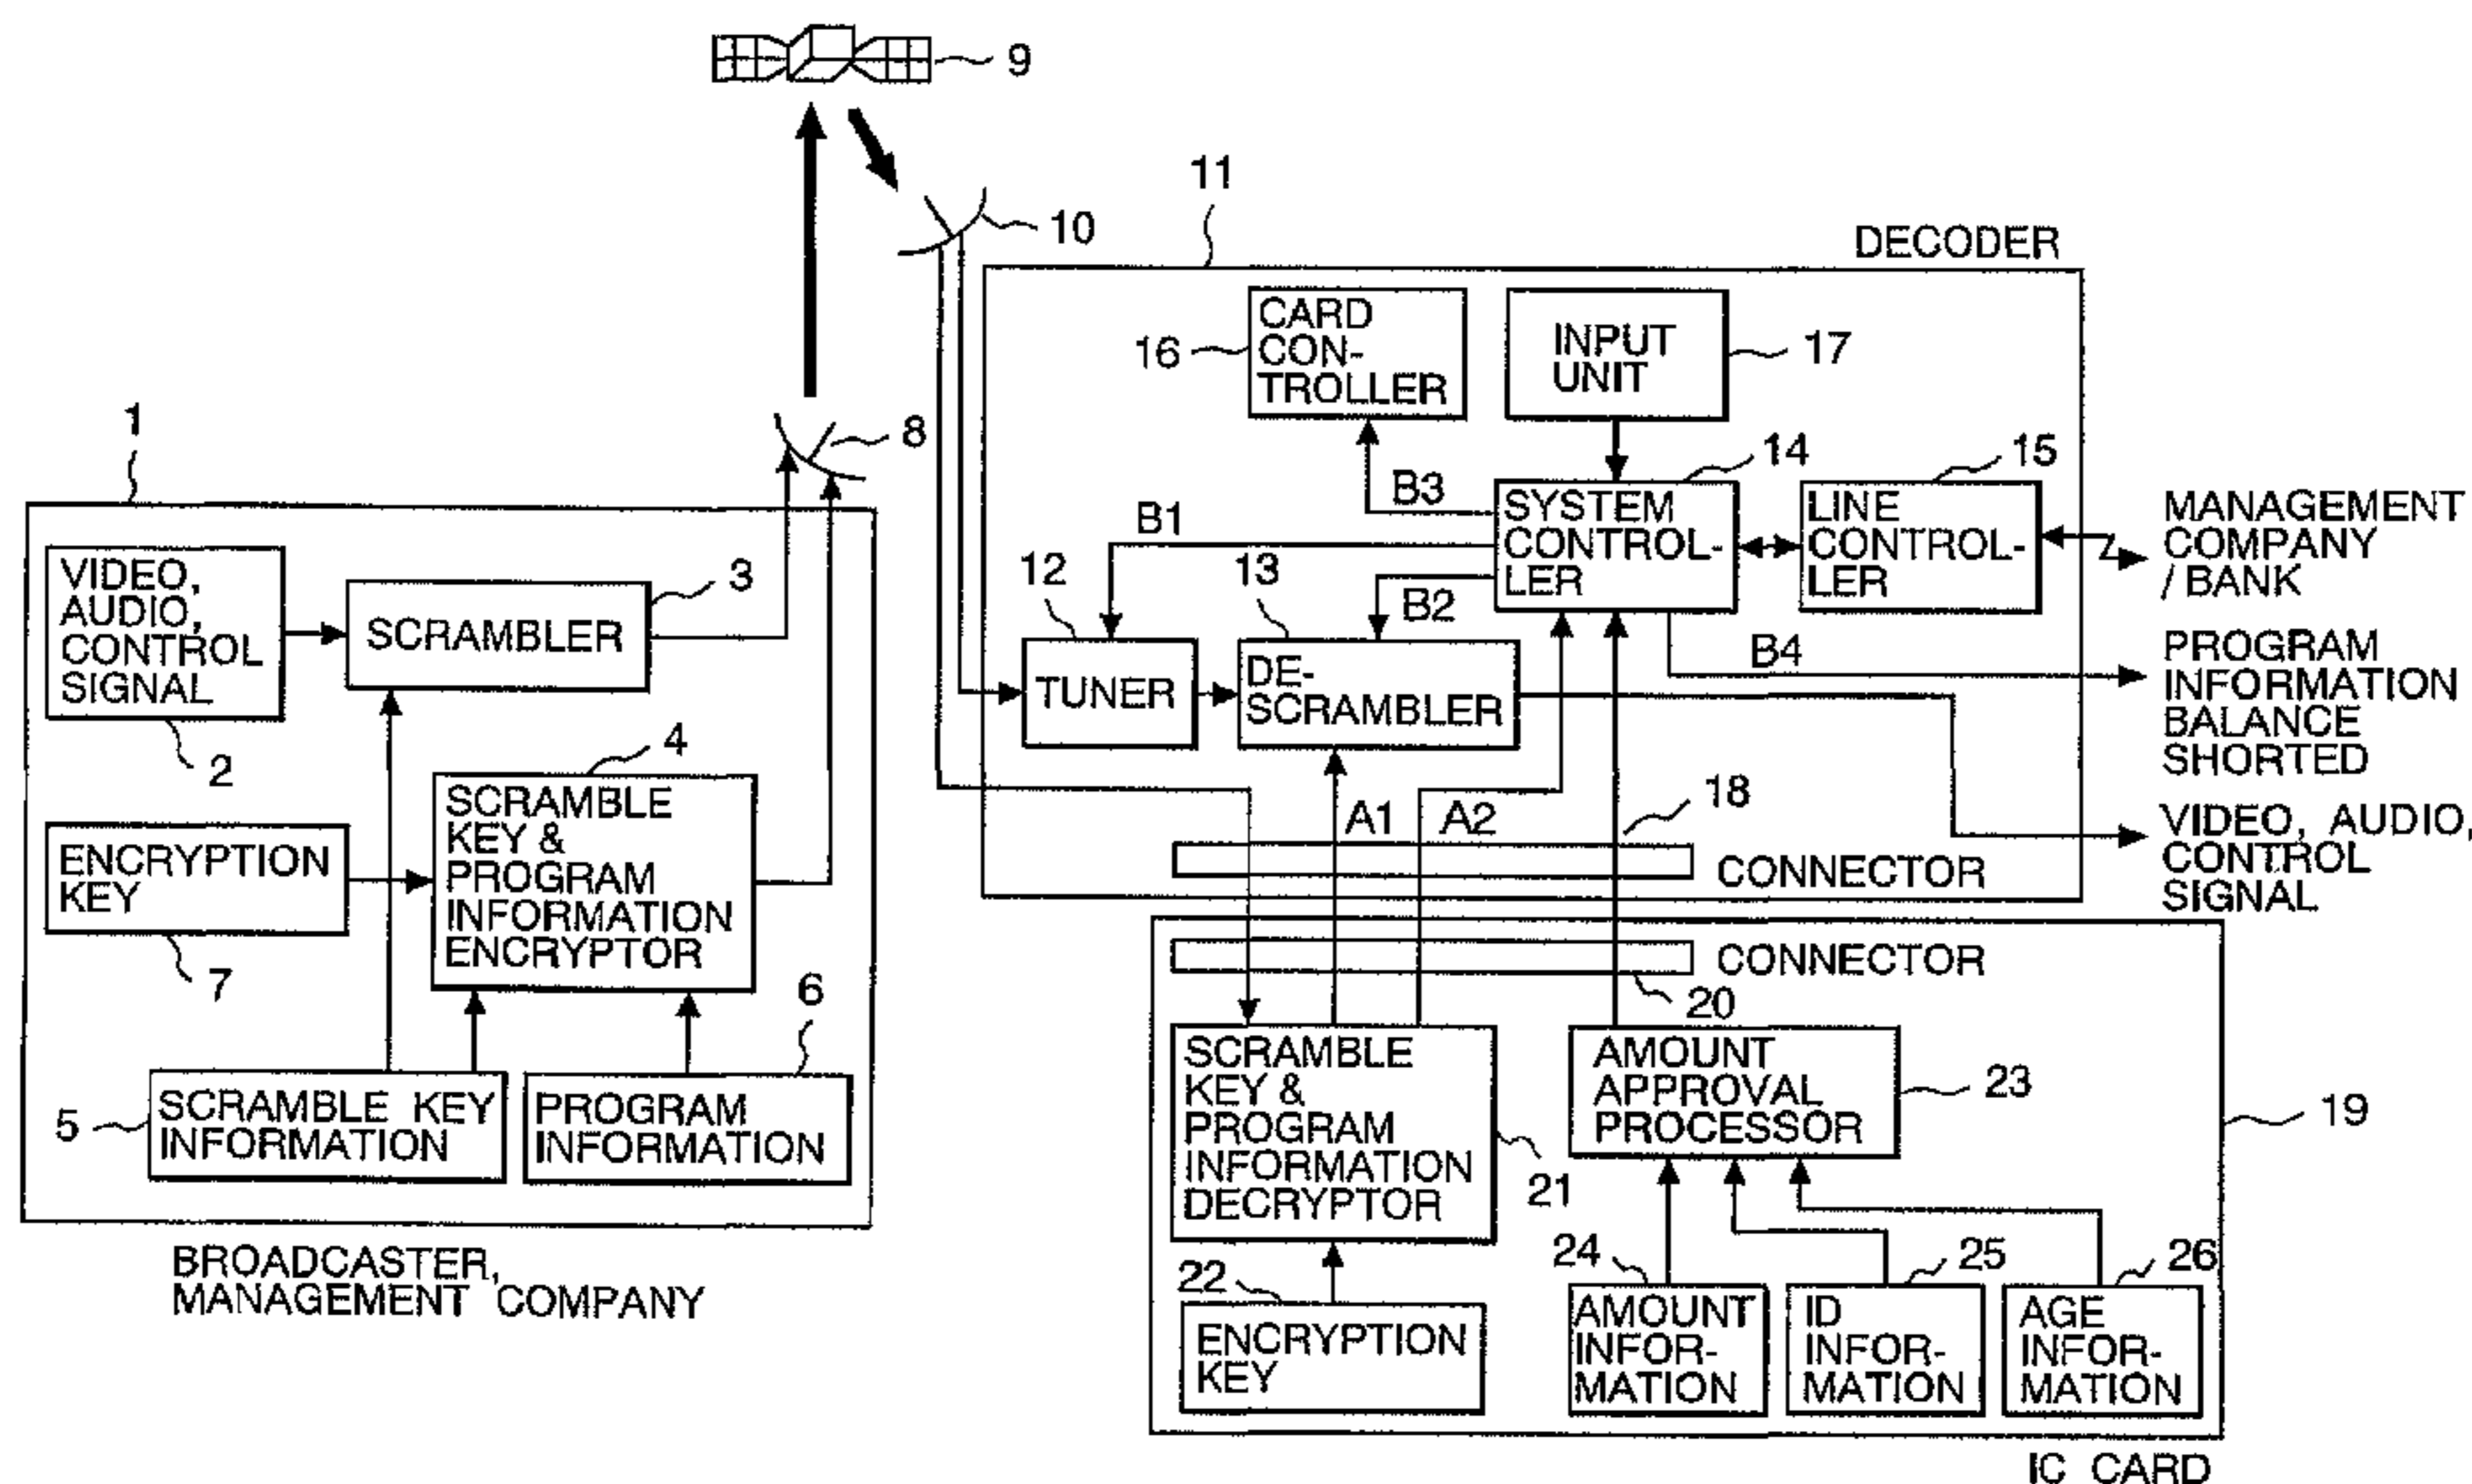 9
10
11
DECODER
CARD
CON-
TROLLER
16
INPUT
UNIT
17
1
8
B3
14
15
B1
SYSTEM
CONTROL-
LER
LINE
CONTROL-
LER
MANAGEMENT
COMPANY
/ BANK
VIDEO,
AUDIO,
CONTROL
SIGNAL
2
3
SCRAMBLER
12
13
B2
TUNER
DE-
SCRAMBLER
B4
PROGRAM
INFORMATION
BALANCE
SHORTED
4
SCRAMBLE
KEY &
PROGRAM
INFORMATION
ENCRYPTOR
ENCRYPTION
KEY
7
A1
A2
18
VIDEO, AUDIO,
CONTROL
SIGNAL
CONNECTOR
CONNECTOR
20
6
5
SCRAMBLE KEY
INFORMATION
PROGRAM
INFORMATION
BROADCASTER,
MANAGEMENT COMPANY
SCRAMBLE
KEY &
PROGRAM
INFORMATION
DECRYPTOR
21
AMOUNT
APPROVAL
PROCESSOR
23
19
22
ENCRYPTION
KEY
24
AMOUNT
INFOR-
MATION
25
ID
INFOR-
MATION
26
AGE
INFOR-
MATION
IC CARD